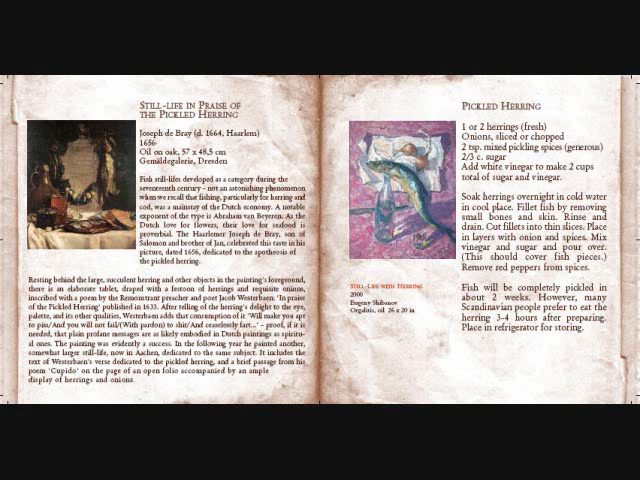 Still-life in Praise of
the Pickled Herring
Joseph de Bray (d. 1664, Haarlem)
1656
Oil on oak, 57 x 48,5 cm
Gemäldegalerie, Dresden
Fish still-lifes developed as a category during the
seventeenth century - not an astonishing phenomenon
when we recall that fishing, particularly for herring and
cod, was a mainstay of the Dutch economy. A notable
exponent of the type is Abraham van Beyeren. As the
Dutch love for flowers, their love for seafood is
proverbial. The Haarlemer Joseph de Bray, son of
Salomon and brother of Jan, celebrated this taste in his
picture, dated 1656, dedicated to the apotheosis of
the pickled herring.
Resting behind the large, succulent herring and other objects in the painting's foreground,
there is an elaborate tablet, draped with a festoon of herrings and requisite onions,
inscribed with a poem by the Remonstrant preacher and poet Jacob Westerbaen: 'In praise
of the Pickled Herring' published in 1633. After telling of the herring's delight to the eye,
palette, and its other qualities, Westerbaen adds that consumption of it 'Will make you apt
to piss/And you will not fail/(With pardon) to shit/And ceaselessly fart...' - proof, if it is
needed, that plain profane messages are as likely embodied in Dutch paintings as spiritu-
al ones. The painting was evidently a success. In the following year he painted another,
somewhat larger still-life, now in Aachen, dedicated to the same subject. It includes the
text of Westerbaen's verse dedicated to the pickled herring, and a brief passage from his
poem 'Cupido' on the page of an open folio accompanied by an ample
display of herrings and onions.
Pickled Herring
1 or 2 herrings (fresh)
Onions, sliced or chopped
2 tsp. mixed pickling spices (generous)
2/3 c. sugar
Add white vinegar to make 2 cups
total of sugar and vinegar.
Soak herrings overnight in cold water
in cool place. Fillet fish by removing
small bones and skin. Rinse and
drain. Cut fillets into thin slices. Place
in layers with onion and spices. Mix
vinegar and sugar and pour over.
(This should cover fish pieces.)
Remove red peppers from spices.
Fish will be completely pickled in
about 2 weeks. However, many
Scandinavian people prefer to eat the
herring 3-4 hours after preparing.
Place in refrigerator for storing.
Still-Life with Herring
2000
Evgeny Shibanov
Orgalitis, oil 26 x 20 in